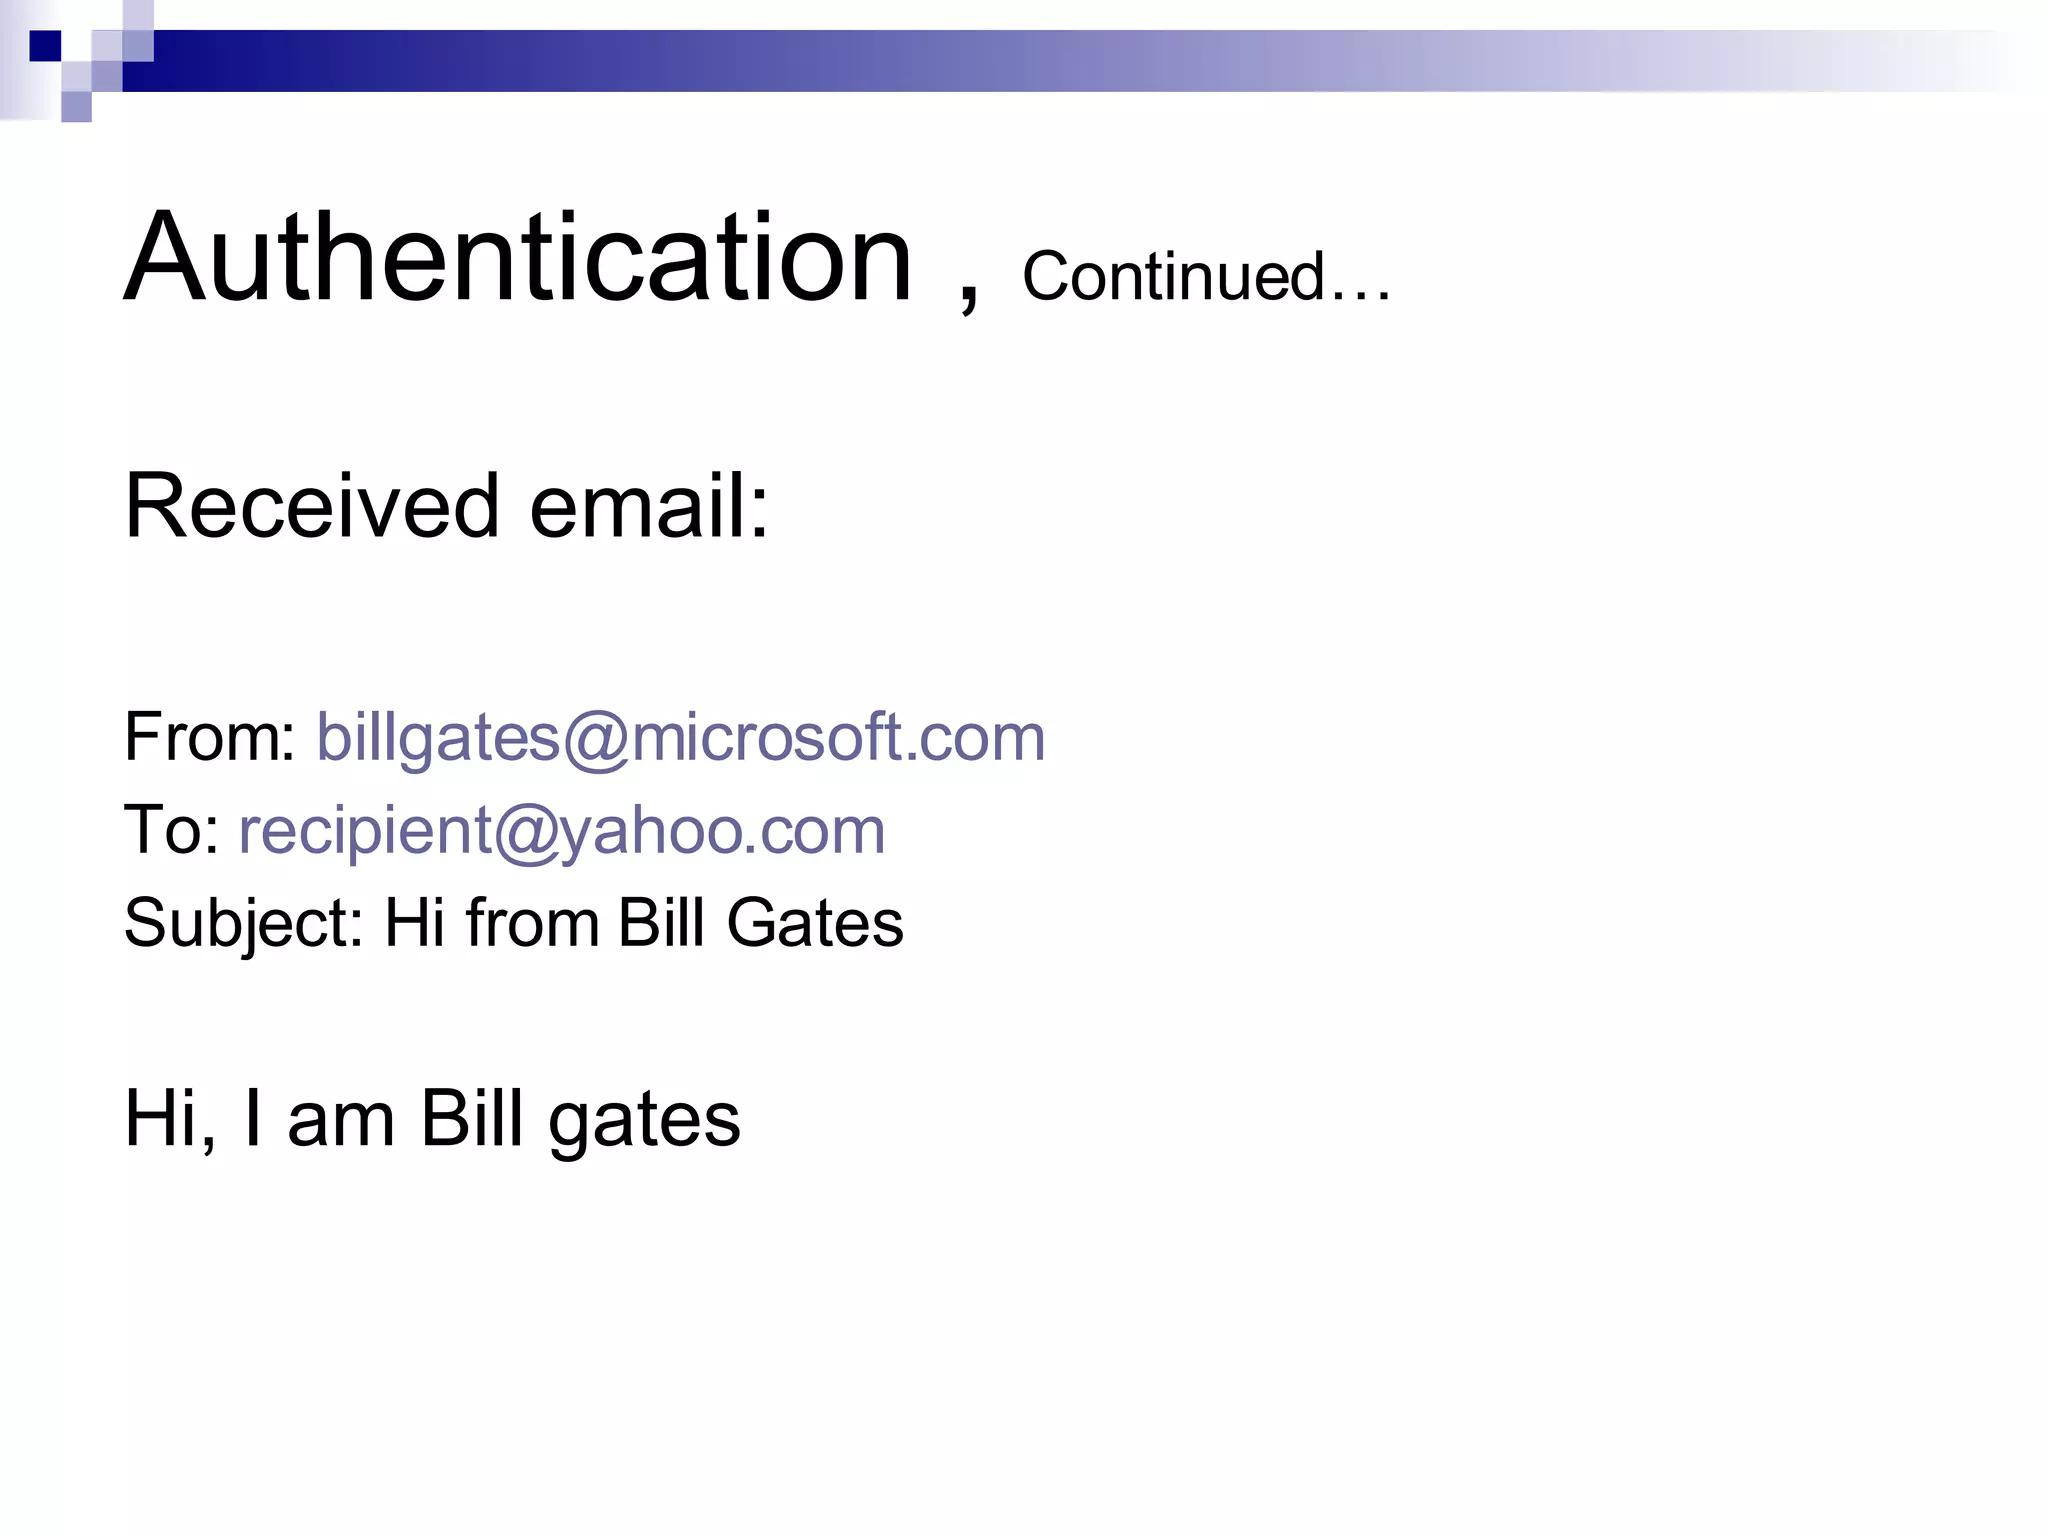 Authentication , Continued…
Received email:
From: billgates@microsoft.com
To: recipient@yahoo.com
Subject: Hi from Bill Gates
Hi, I am Bill gates